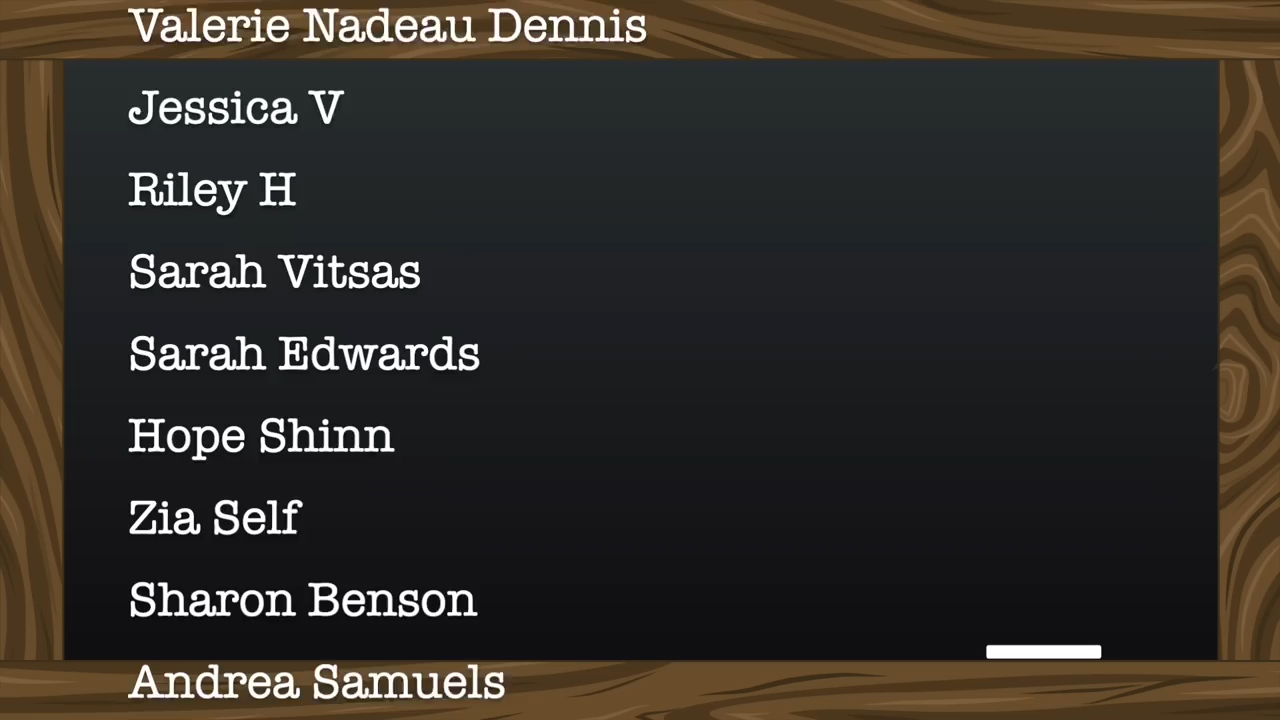 Valerie Nadeau Dennis
Jessica V
Riley H
Sarah Vitsas
Sarah Edwards
Hope Shinn
Zia Self
Sharon Benson
Andrea Samuels